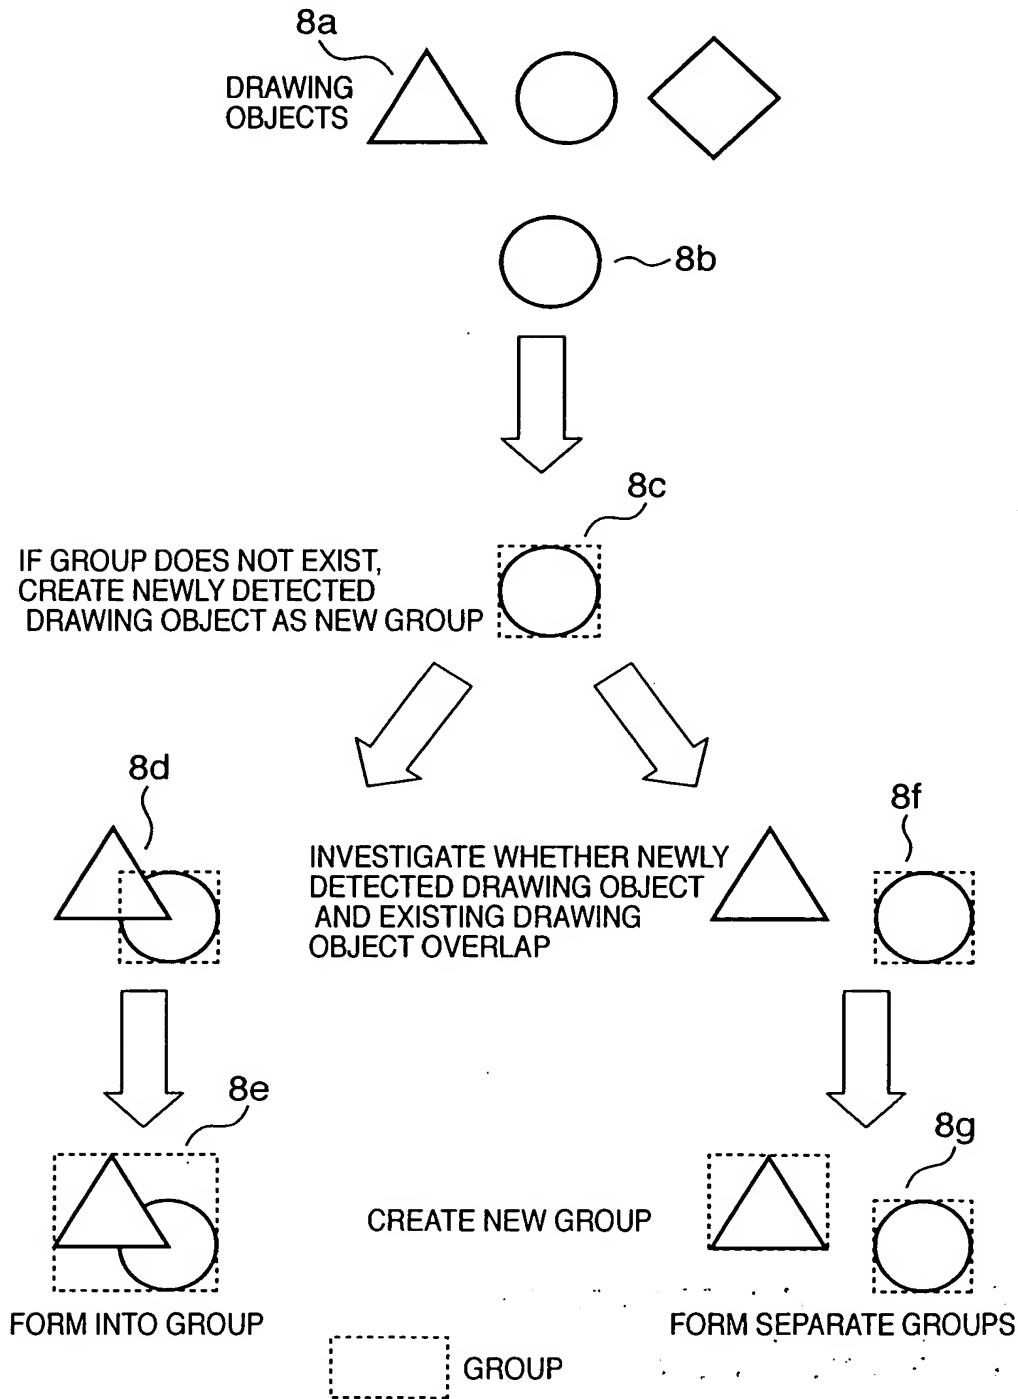 8a
DRAWING
OBJECTS
8b
8c
IF GROUP DOES NOT EXIST,
CREATE NEWLY DETECTED
DRAWING OBJECT AS NEW GROUP
8d
8f
INVESTIGATE WHETHER NEWLY
DETECTED DRAWING OBJECT
AND EXISTING DRAWING
OBJECT OVERLAP
8e
8g
CREATE NEW GROUP
FORM INTO GROUP
FORM SEPARATE GROUPS
GROUP